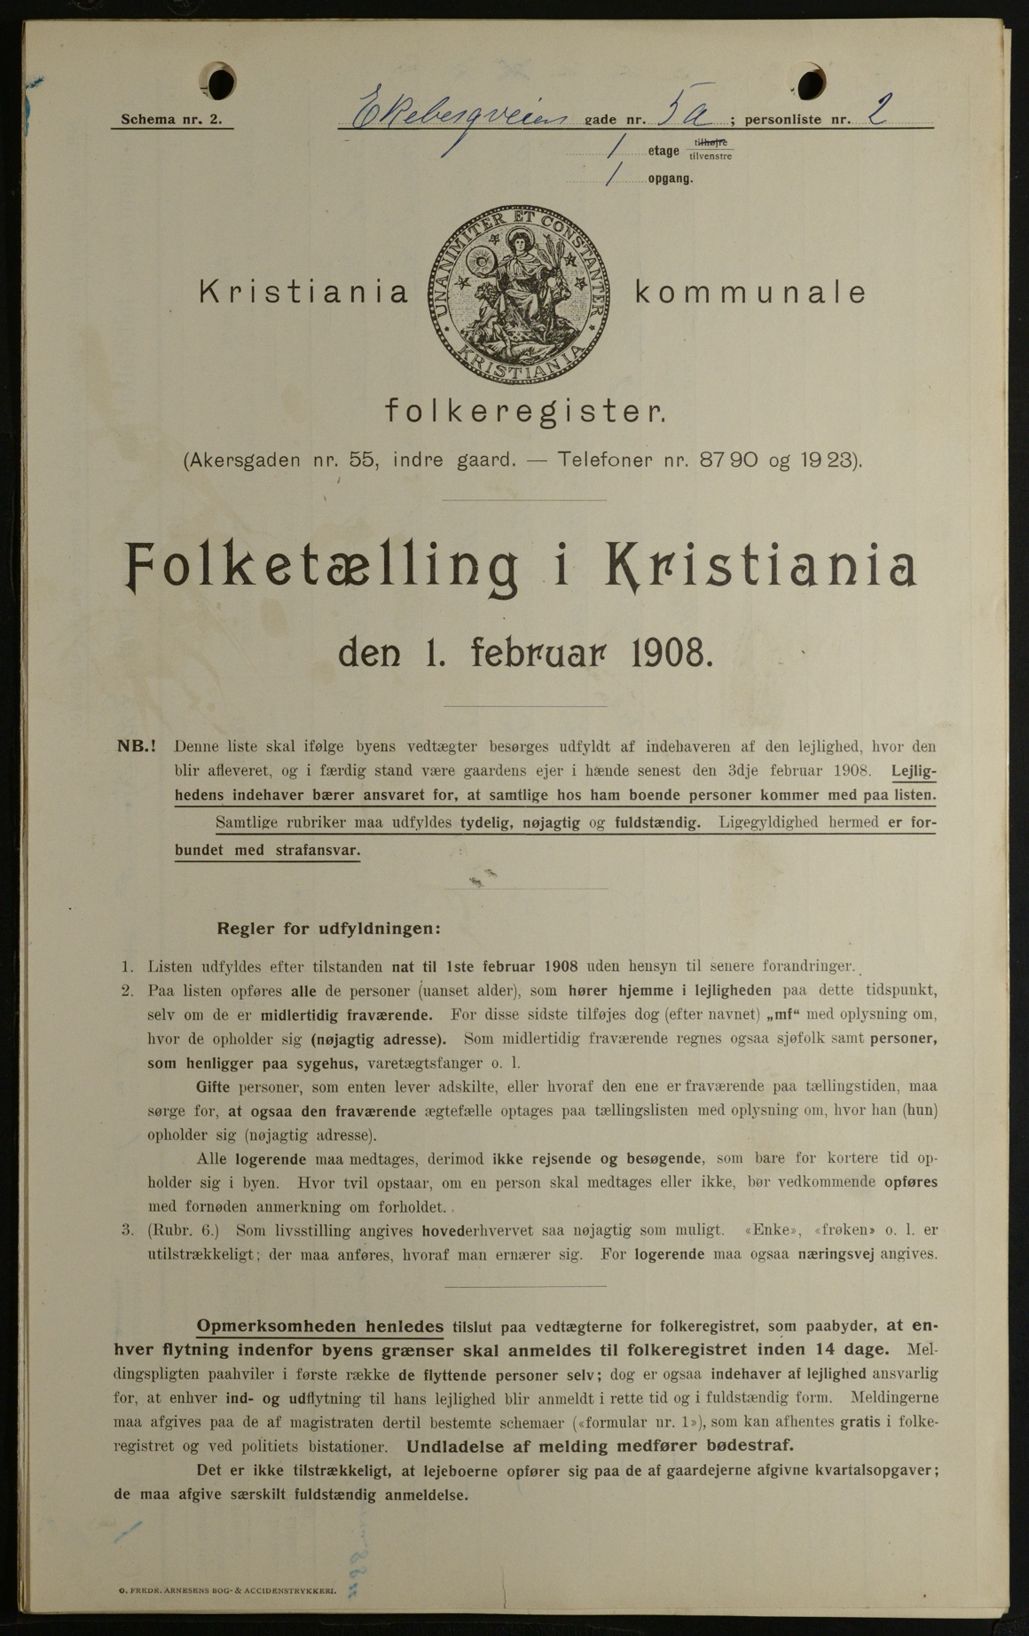 Schema nr. 2.
Ekebergveien gade nr. 5a ; personliste nr. 2
1 etage tilhøjre
tilvenstre
1 opgang.
UNANIMITER ET CONSTANTER
KRISTIANIA
Kristiania kommunale
folkeregister.
(Akersgaden nr. 55, indre gaard. — Telefoner nr. 87 90 og 19 23).
Folketælling i Kristiania
den 1. februar 1908.
NB.! Denne liste skal ifølge byens vedtægter besørges udfyldt af indehaveren af den lejlighed, hvor den
blir afleveret, og i færdig stand være gaardens ejer i hænde senest den 3dje februar 1908. Lejlig-
hedens indehaver bærer ansvaret for, at samtlige hos ham boende personer kommer med paa listen.
Samtlige rubriker maa udfyldes tydelig, nøjagtig og fuldstændig. Ligegyldighed hermed er for-
bundet med strafansvar.
Regler for udfyldningen:
1. Listen udfyldes efter tilstanden nat til 1ste februar 1908 uden hensyn til senere forandringer.
2. Paa listen opføres alle de personer (uanset alder), som hører hjemme i lejligheden paa dette tidspunkt,
selv om de er midlertidig fraværende. For disse sidste tilføjes dog (efter navnet) „mf“ med oplysning om,
hvor de opholder sig (nøjagtig adresse). Som midlertidig fraværende regnes ogsaa sjøfolk samt personer,
som henligger paa sygehus, varetægtsfanger o. l.
Gifte personer, som enten lever adskilte, eller hvoraf den ene er fraværende paa tællingstiden, maa
sørge for, at ogsaa den fraværende ægtefælle optages paa tællingslisten med oplysning om, hvor han (hun)
opholder sig (nøjagtig adresse).
Alle logerende maa medtages, derimod ikke rejsende og besøgende, som bare for kortere tid op-
holder sig i byen. Hvor tvil opstaar, om en person skal medtages eller ikke, bør vedkommende opføres
med fornøden anmerkning om forholdet.
3. (Rubr. 6.) Som livsstilling angives hovederhvervet saa nøjagtig som muligt. «Enke», «frøken» o. l. er
utilstrækkeligt; der maa anføres, hvoraf man ernærer sig. For logerende maa ogsaa næringsvej angives.
Opmerksomheden henledes tilslut paa vedtægterne for folkeregistret, som paabyder, at en-
hver flytning indenfor byens grænser skal anmeldes til folkeregistret inden 14 dage. Mel-
dingspligten paahviler i første række de flyttende personer selv; dog er ogsaa indehaver af lejlighed ansvarlig
for, at enhver ind- og udflytning til hans lejlighed blir anmeldt i rette tid og i fuldstændig form. Meldingerne
maa afgives paa de af magistraten dertil bestemte schemaer («formular nr. 1»), som kan afhentes gratis i folke-
registret og ved politiets bistationer. Undladelse af melding medfører bødestraf.
Det er ikke tilstrækkeligt, at lejeboerne opfører sig paa de af gaardejerne afgivne kvartalsopgaver;
de maa afgive særskilt fuldstændig anmeldelse.
O. FREDR. ARNESENS BOG- & ACCIDENSTRYKKERI.